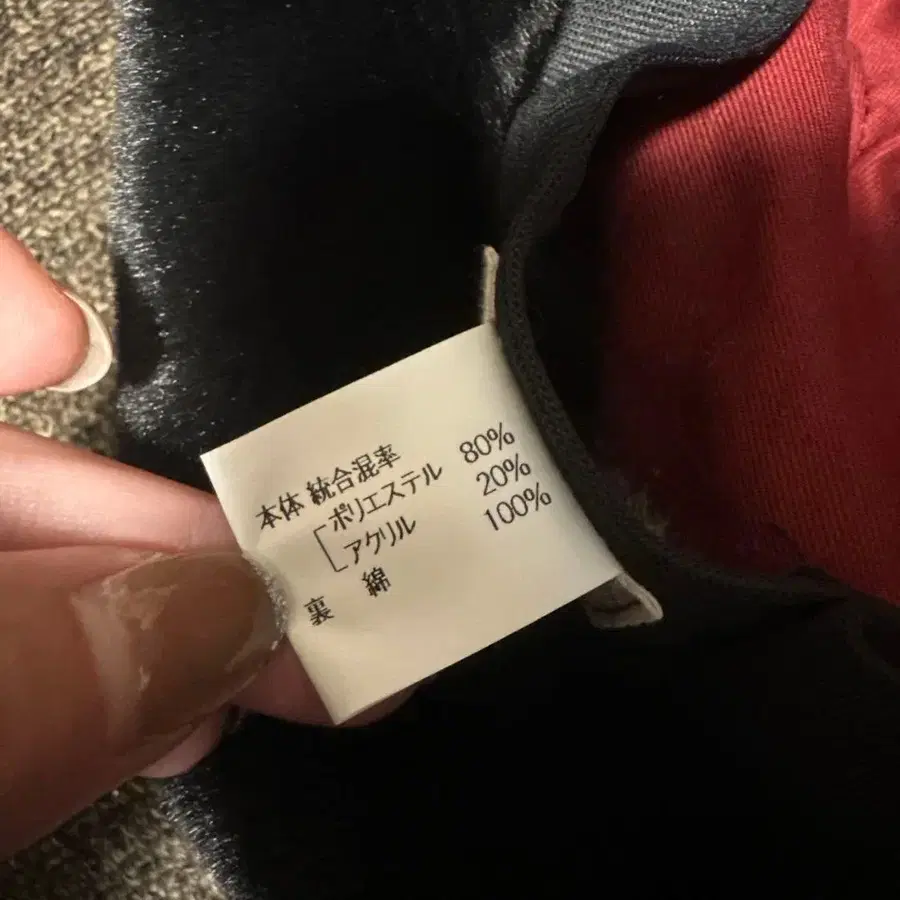 本体 統合混率
ポリエステル 80%
アクリル 20%
裏 綿 100%